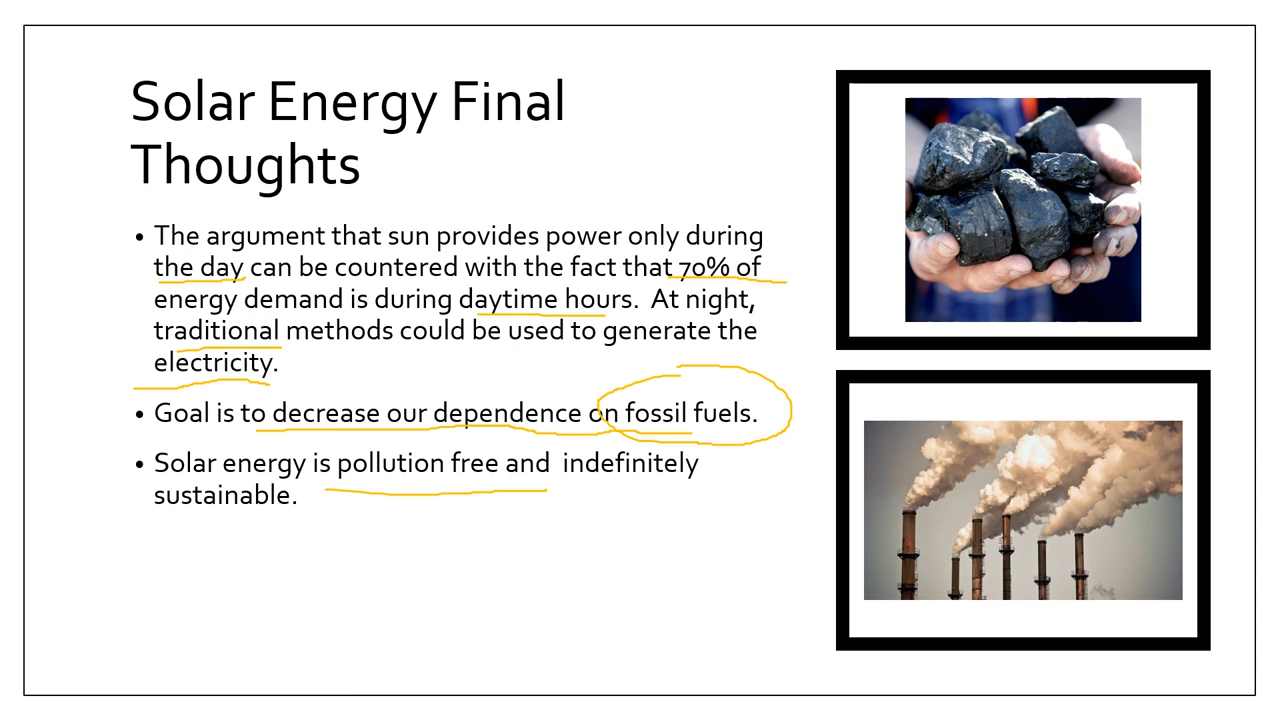 Solar Energy Final
Thoughts
• The argument that sun provides power only during
the day can be countered with the fact that 70% of
energy demand is during daytime hours.  At night,
traditional methods could be used to generate the
electricity.
• Goal is to decrease our dependence on fossil fuels.
• Solar energy is pollution free and  indefinitely
sustainable.